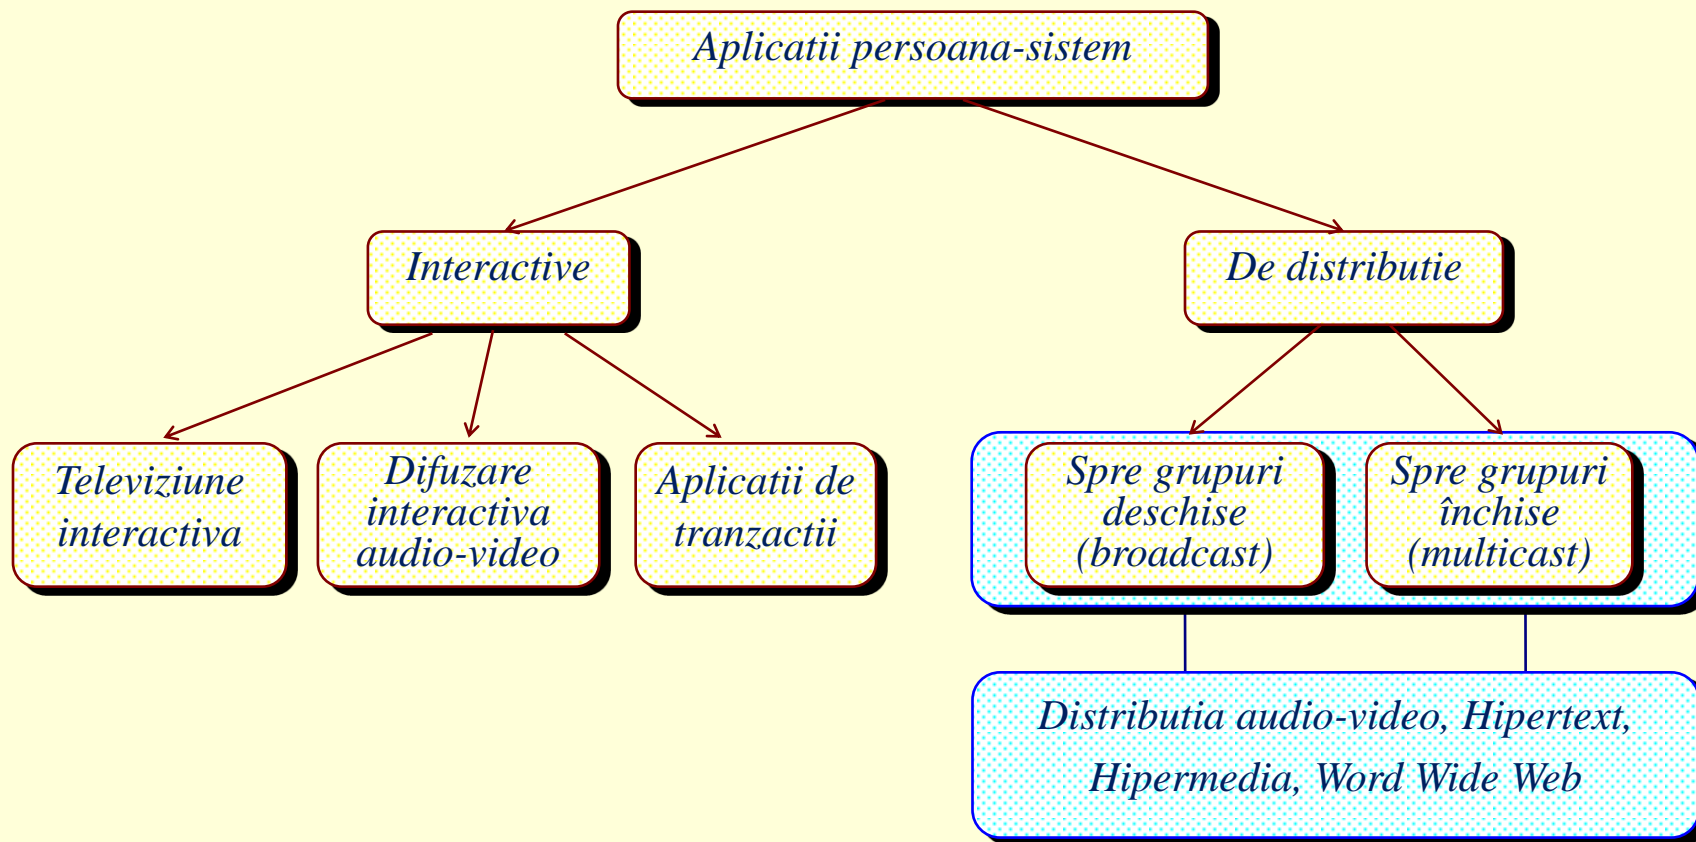 Aplicatii persoana-sistem
Interactive
De distributie
Televiziune
interactiva
Difuzare
interactiva
audio-video
Aplicatii de
tranzactii
Spre grupuri
deschise
(broadcast)
Spre grupuri
închise
(multicast)
Distributia audio-video, Hipertext,
Hipermedia, Word Wide Web